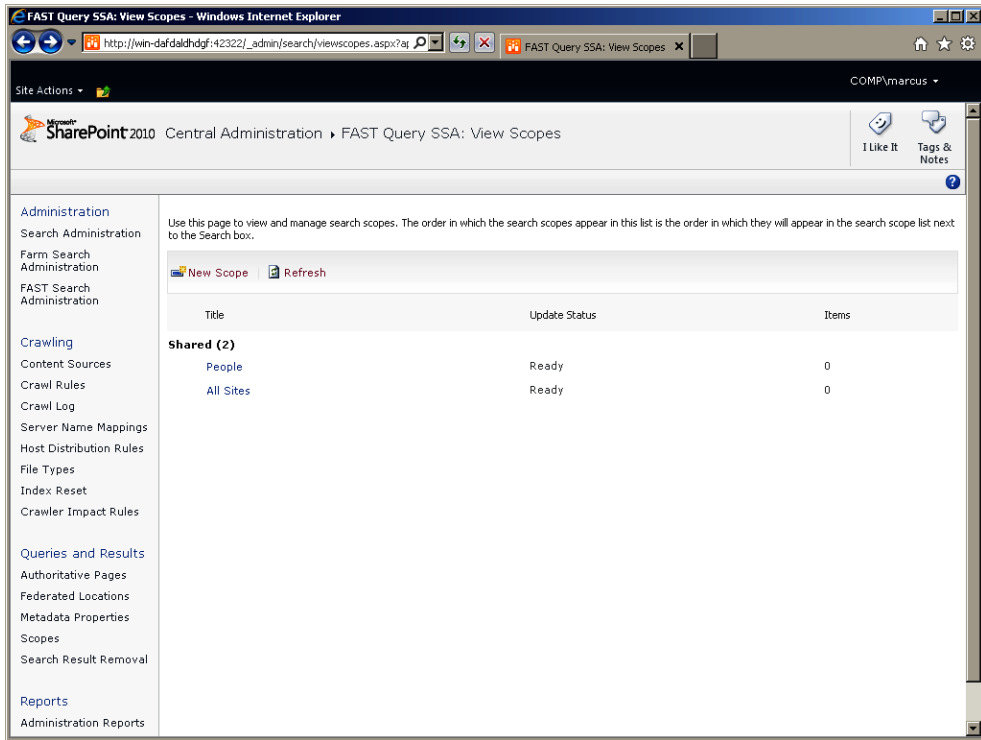 FAST Query SSA: View Scopes - Windows Internet Explorer
http://win-dafdaldhdgf:42322/_admin/search/viewscopes.aspx?ap
FAST Query SSA: View Scopes
COMP\marcus
Site Actions
Microsoft
SharePoint 2010 Central Administration FAST Query SSA: View Scopes
I Like It
Tags &
Notes
Administration
Search Administration
Farm Search
Administration
FAST Search
Administration
Crawling
Content Sources
Crawl Rules
Crawl Log
Server Name Mappings
Host Distribution Rules
File Types
Index Reset
Crawler Impact Rules
Queries and Results
Authoritative Pages
Federated Locations
Metadata Properties
Scopes
Search Result Removal
Reports
Administration Reports
Use this page to view and manage search scopes. The order in which the search scopes appear in this list is the order in which they will appear in the search scope list next
to the Search box.
New Scope Refresh
Title Update Status Items
Shared (2)
People Ready 0
All Sites Ready 0